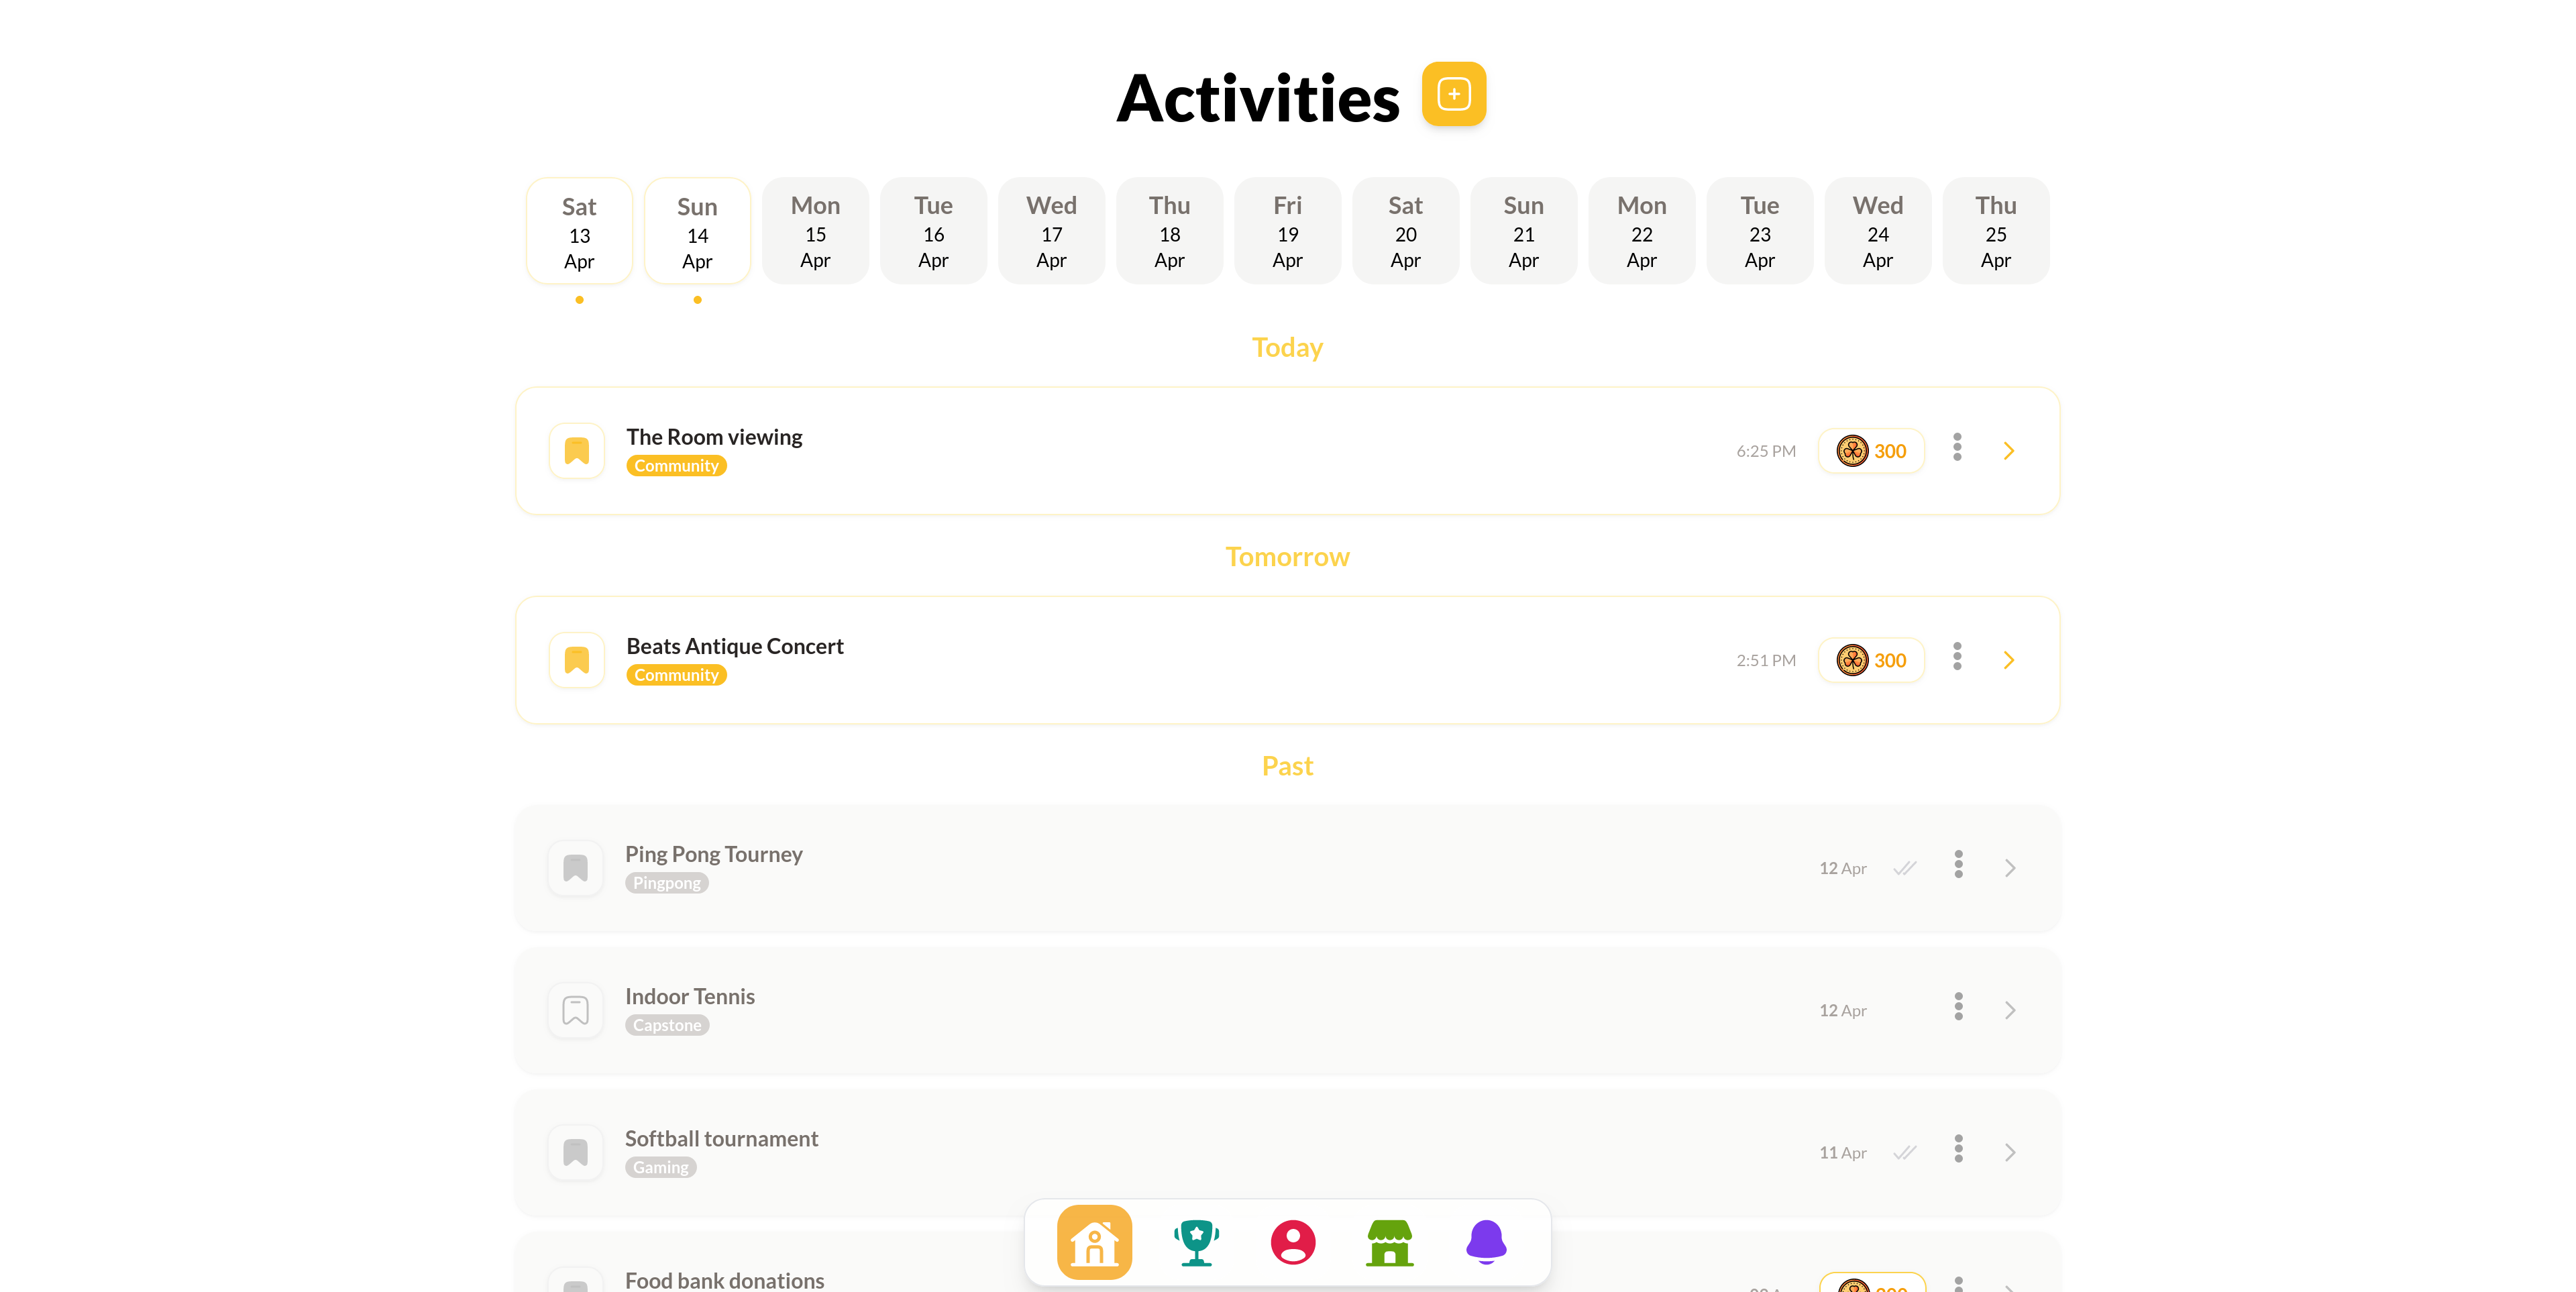 Activities
Sat Sun Mon Tue Wed Thu Fri Sat Sun Mon Tue Wed Thu
13 14 15 16 17 18 19 20 21 22 23 24 25
Apr Apr Apr Apr Apr Apr Apr Apr Apr Apr Apr Apr Apr
Today
The Room viewing
Community
6:25 PM 300
Tomorrow
Beats Antique Concert
Community
2:51 PM 300
Past
Ping Pong Tourney
Pingpong
12 Apr
Indoor Tennis
Capstone
12 Apr
Softball tournament
Gaming
11 Apr
Food bank donations